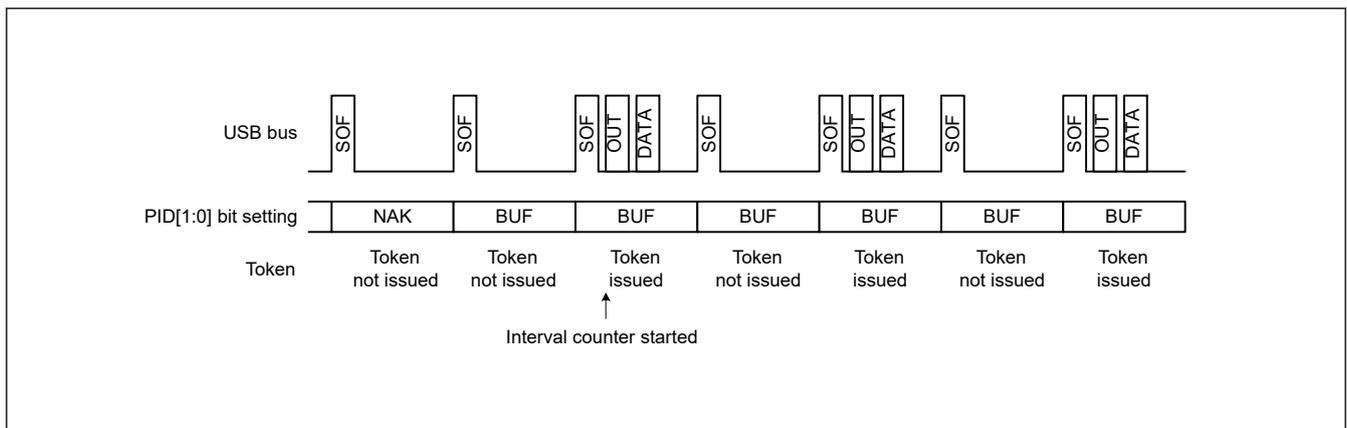 USB bus
SOF SOF SOF OUT DATA SOF SOF OUT DATA SOF SOF OUT DATA
PID[1:0] bit setting NAK BUF BUF BUF BUF BUF BUF
Token
Token
not issued
Token
not issued
Token
issued
Token
not issued
Token
issued
Token
not issued
Token
issued
Interval counter started